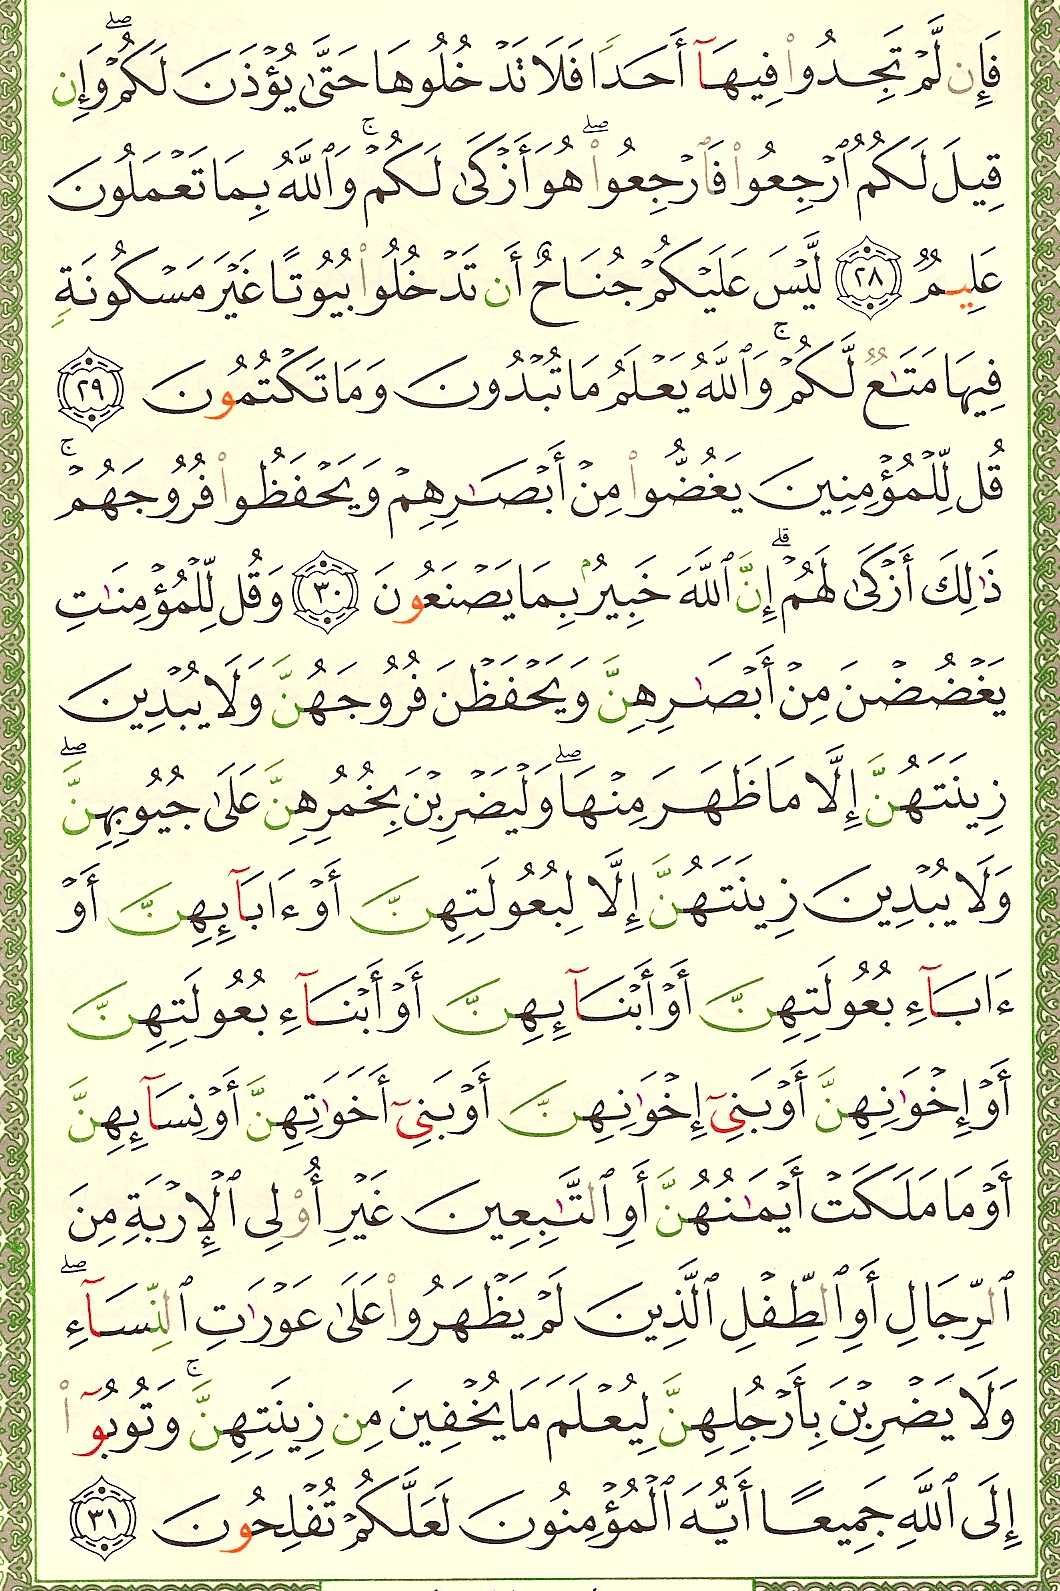 فَإِن لَّمْ تَجِدُوا۟ فِيهَآ أَحَدًا فَلَا تَدْخُلُوهَا حَتَّىٰ يُؤْذَنَ لَكُمْ ۖ وَإِن
قِيلَ لَكُمُ ٱرْجِعُوا۟ فَٱرْجِعُوا۟ ۖ هُوَ أَزْكَىٰ لَكُمْ ۚ وَٱللَّهُ بِمَا تَعْمَلُونَ
عَلِيمٌ ٢٨ لَّيْسَ عَلَيْكُمْ جُنَاحٌ أَن تَدْخُلُوا۟ بُيُوتًا غَيْرَ مَسْكُونَةٍ
فِيهَا مَتَـٰعٌ لَّكُمْ ۚ وَٱللَّهُ يَعْلَمُ مَا تُبْدُونَ وَمَا تَكْتُمُونَ ٢٩
قُل لِّلْمُؤْمِنِينَ يَغُضُّوا۟ مِنْ أَبْصَـٰرِهِمْ وَيَحْفَظُوا۟ فُرُوجَهُمْ ۚ
ذَٰلِكَ أَزْكَىٰ لَهُمْ ۗ إِنَّ ٱللَّهَ خَبِيرٌۢ بِمَا يَصْنَعُونَ ٣٠ وَقُل لِّلْمُؤْمِنَـٰتِ
يَغْضُضْنَ مِنْ أَبْصَـٰرِهِنَّ وَيَحْفَظْنَ فُرُوجَهُنَّ وَلَا يُبْدِينَ
زِينَتَهُنَّ إِلَّا مَا ظَهَرَ مِنْهَا ۖ وَلْيَضْرِبْنَ بِخُمُرِهِنَّ عَلَىٰ جُيُوبِهِنَّ ۖ
وَلَا يُبْدِينَ زِينَتَهُنَّ إِلَّا لِبُعُولَتِهِنَّ أَوْ ءَابَآئِهِنَّ أَوْ
ءَابَآءِ بُعُولَتِهِنَّ أَوْ أَبْنَآئِهِنَّ أَوْ أَبْنَآءِ بُعُولَتِهِنَّ
أَوْ إِخْوَٰنِهِنَّ أَوْ بَنِىٓ إِخْوَٰنِهِنَّ أَوْ بَنِىٓ أَخَوَٰتِهِنَّ أَوْ نِسَآئِهِنَّ
أَوْ مَا مَلَكَتْ أَيْمَـٰنُهُنَّ أَوِ ٱلتَّـٰبِعِينَ غَيْرِ أُو۟لِى ٱلْإِرْبَةِ مِنَ
ٱلرِّجَالِ أَوِ ٱلطِّفْلِ ٱلَّذِينَ لَمْ يَظْهَرُوا۟ عَلَىٰ عَوْرَٰتِ ٱلنِّسَآءِ ۖ
وَلَا يَضْرِبْنَ بِأَرْجُلِهِنَّ لِيُعْلَمَ مَا يُخْفِينَ مِن زِينَتِهِنَّ ۚ وَتُوبُوٓا۟
إِلَى ٱللَّهِ جَمِيعًا أَيُّهَ ٱلْمُؤْمِنُونَ لَعَلَّكُمْ تُفْلِحُونَ ٣١